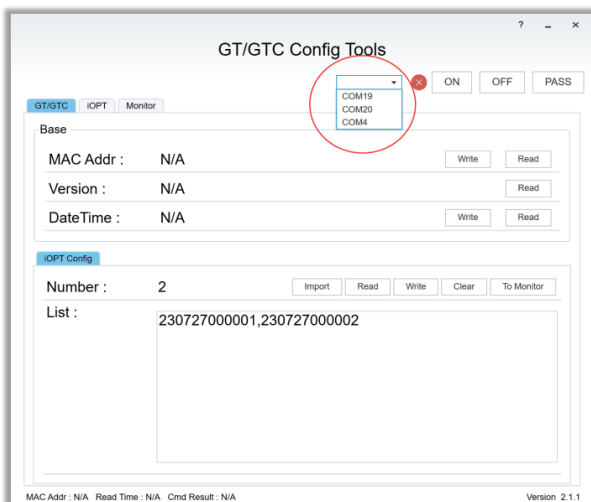 ? – ×
GT/GTC Config Tools
ON OFF PASS
COM19
COM20
COM4
GT/GTC iOPT Monitor
Base
MAC Addr : N/A Write Read
Version : N/A Read
DateTime : N/A Write Read
iOPT Config
Number : 2 Import Read Write Clear To Monitor
List :
230727000001,230727000002
MAC Addr : N/A Read Time : N/A Cmd Result : N/A Version 2.1.1